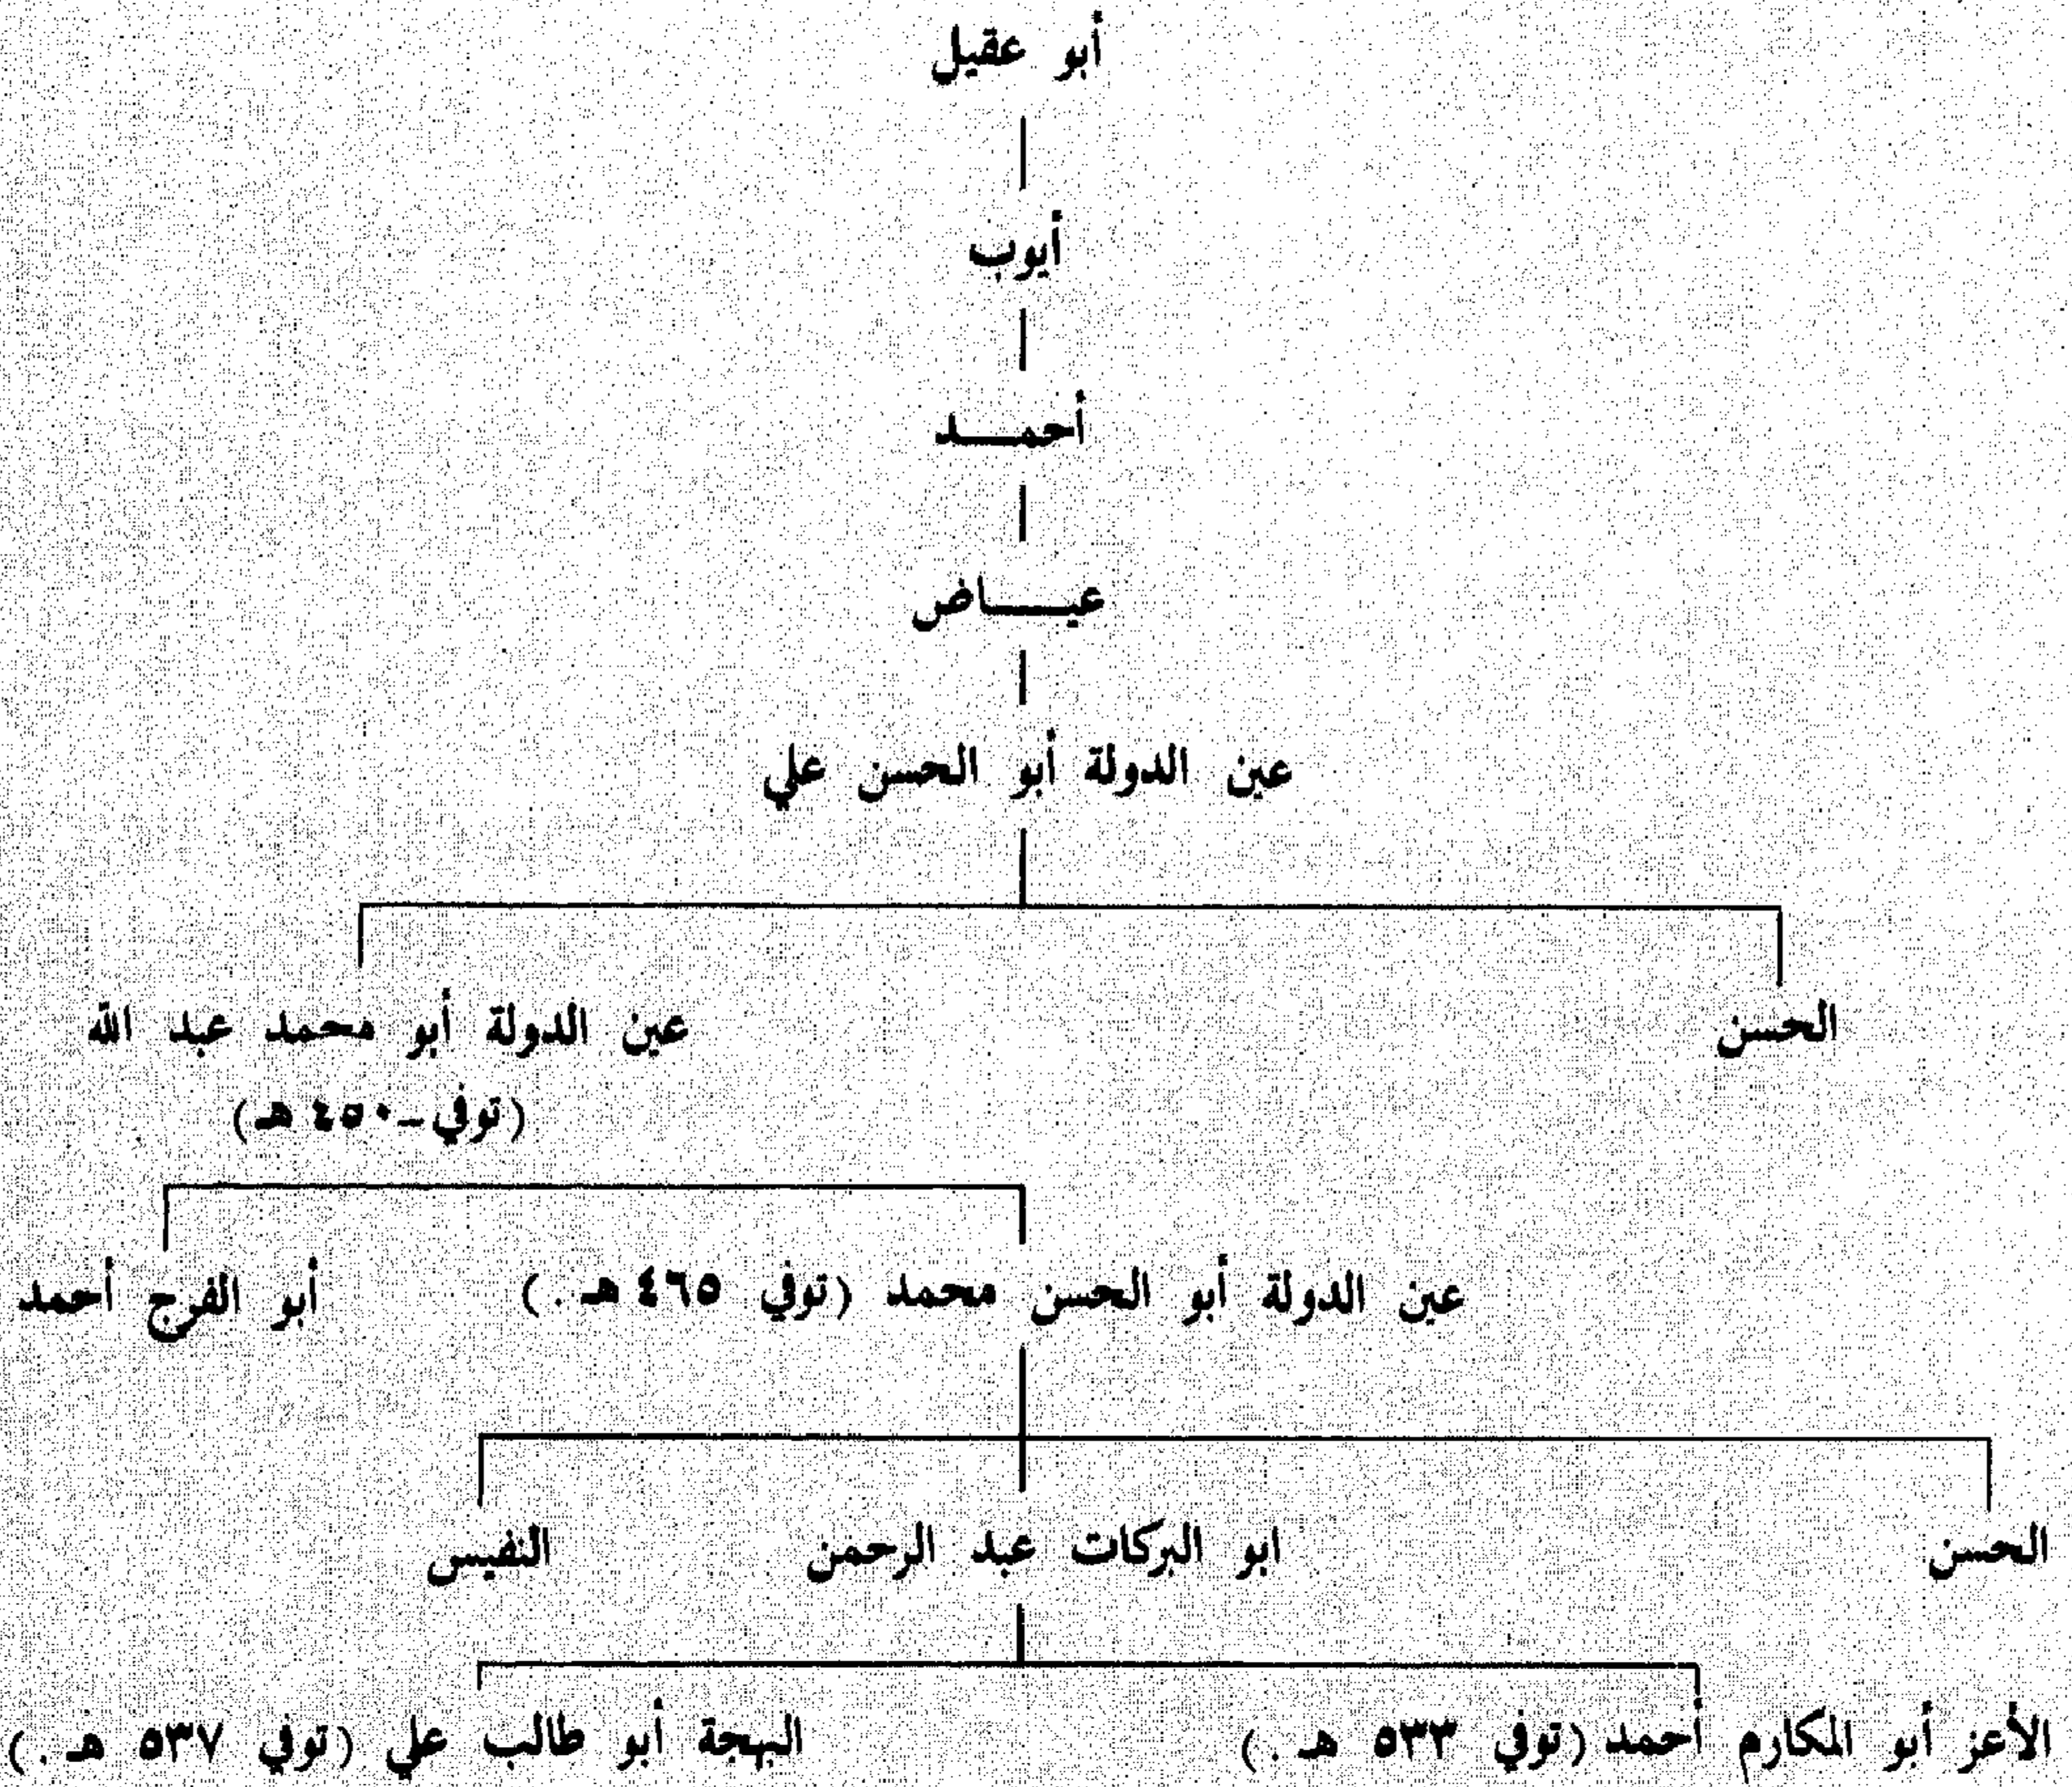 أبو عقيل
أيوب
أحمـــد
عيـــاض
عين الدولة أبو الحسن علي
الحسن
عين الدولة أبو محمد عبد الله
(توفي - ٤٥٠ هـ)
عين الدولة أبو الحسن محمد (توفي ٤٦٥ هـ .)
أبو الفرج أحمد
الحسن
ابو البركات عبد الرحمن
النفيس
الأعز أبو المكارم أحمد (توفي ٥٣٣ هـ .)
البهجة أبو طالب علي (توفي ٥٣٧ هـ .)